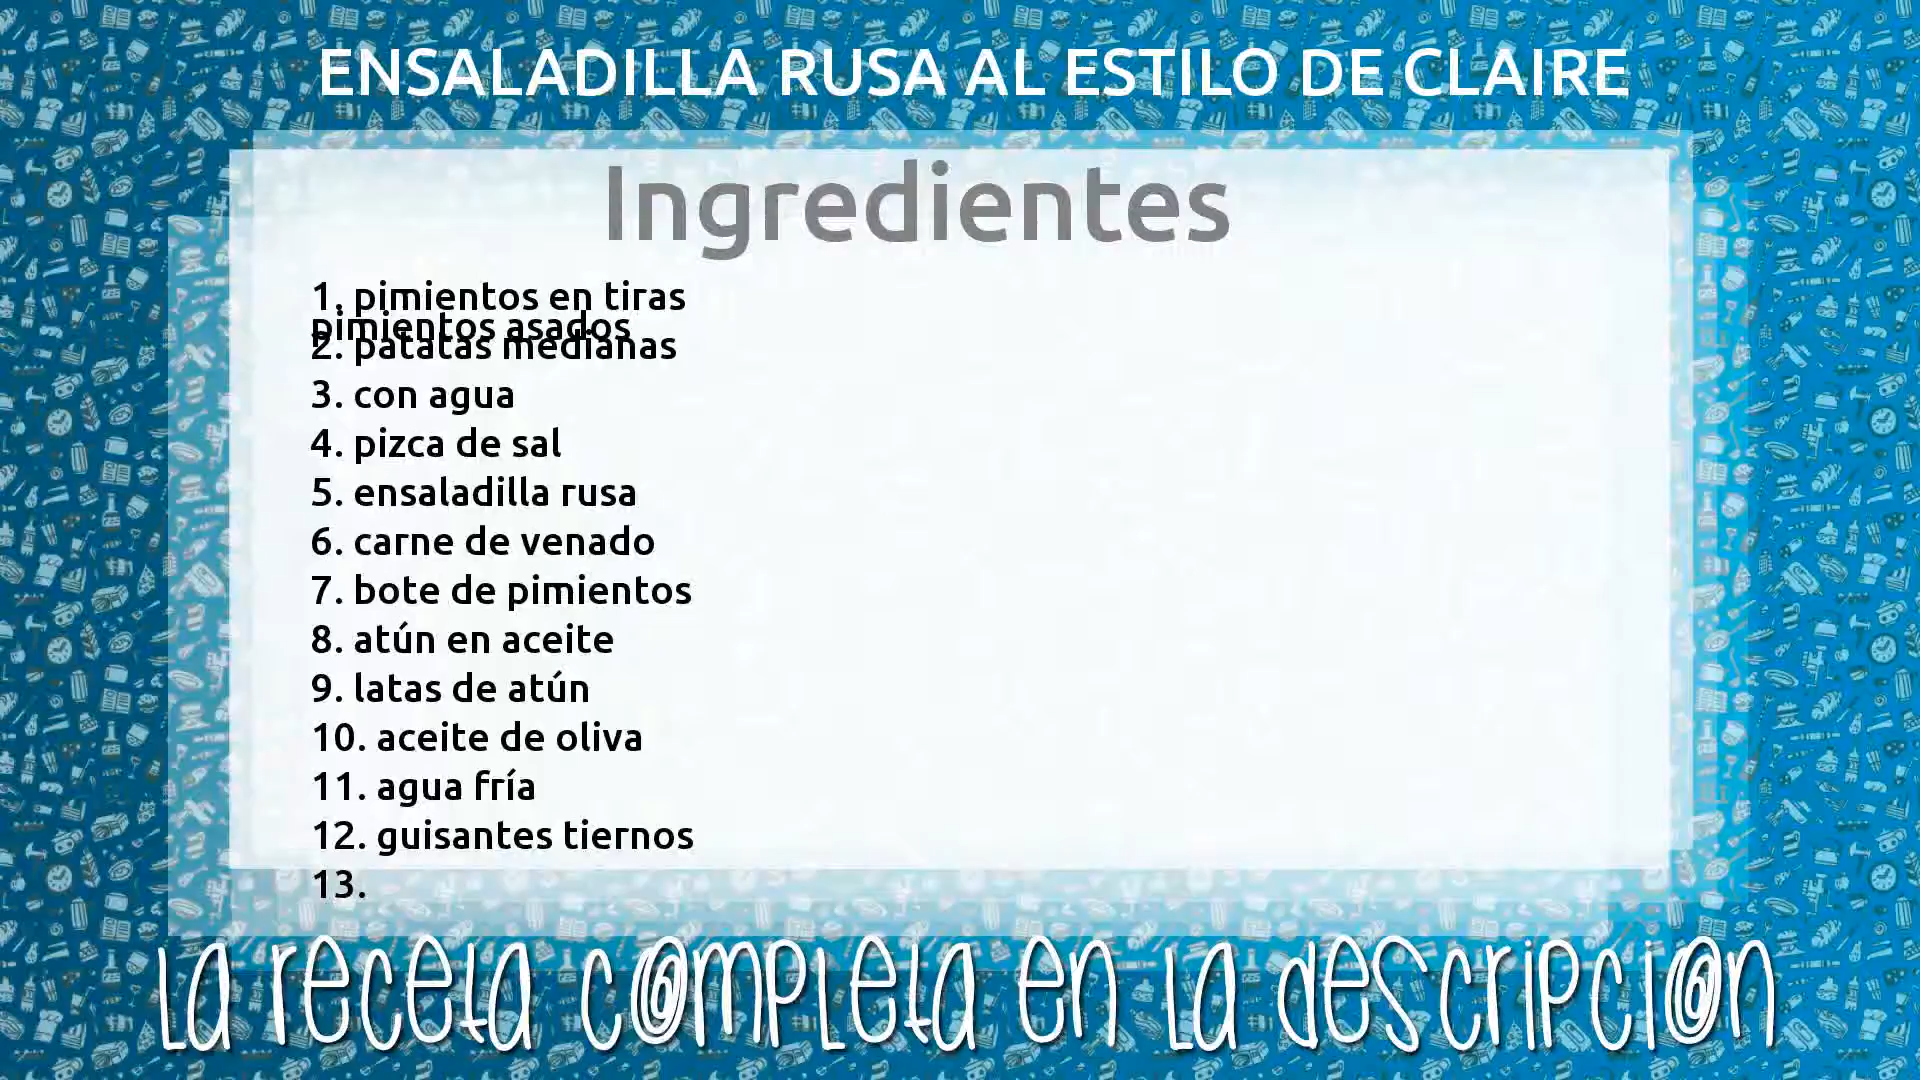 ENSALADILLA RUSA AL ESTILO DE CLAIRE
Ingredientes
1. pimientos en tiras
pimientos asados
2. patatas medianas
3. con agua
4. pizca de sal
5. ensaladilla rusa
6. carne de venado
7. bote de pimientos
8. atún en aceite
9. latas de atún
10. aceite de oliva
11. agua fría
12. guisantes tiernos
13.
La receta c@mpleta en la descripci@n